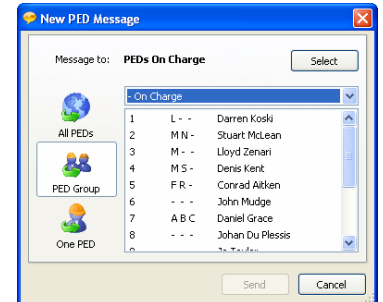 New PED Message
Message to: PEDs On Charge Select
- On Charge
All PEDs
PED Group
One PED
1 L - - Darren Koski
2 M N - Stuart McLean
3 M - - Lloyd Zenari
4 M S - Denis Kent
5 F R - Conrad Aitken
6 - - - John Mudge
7 A B C Daniel Grace
8 - - - Johan Du Plessis
Send Cancel